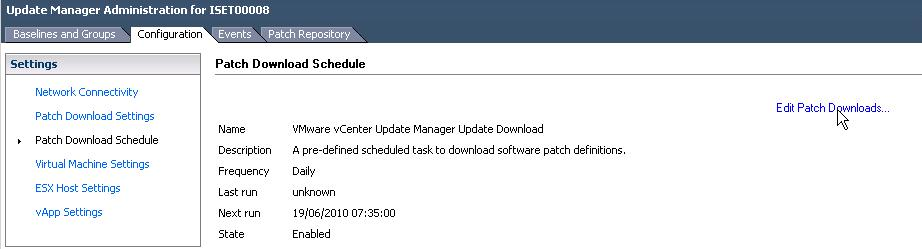 Update Manager Administration for ISET00008
Baselines and Groups Configuration Events Patch Repository
Settings
Network Connectivity
Patch Download Settings
Patch Download Schedule
Virtual Machine Settings
ESX Host Settings
vApp Settings
Patch Download Schedule
Edit Patch Downloads...
Name VMware vCenter Update Manager Update Download
Description A pre-defined scheduled task to download software patch definitions.
Frequency Daily
Last run unknown
Next run 19/06/2010 07:35:00
State Enabled